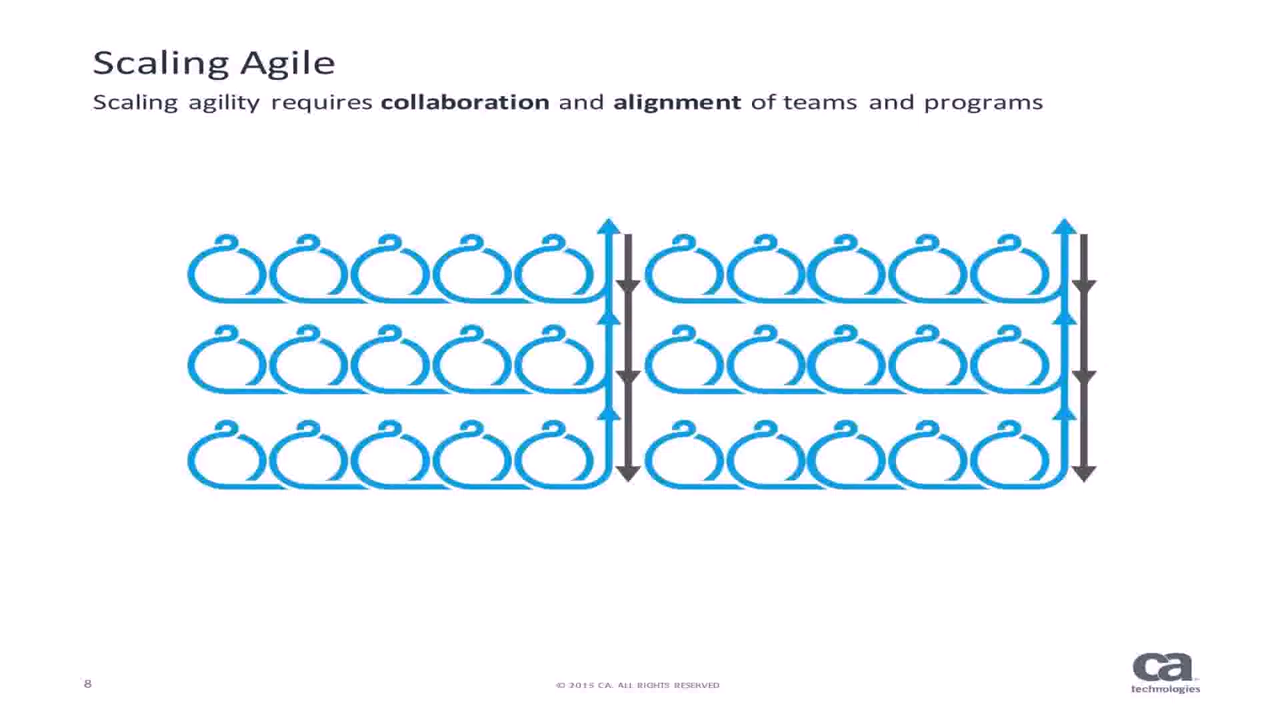 Scaling Agile
Scaling agility requires collaboration and alignment of teams and programs
8
© 2015 CA. ALL RIGHTS RESERVED
ca
technologies